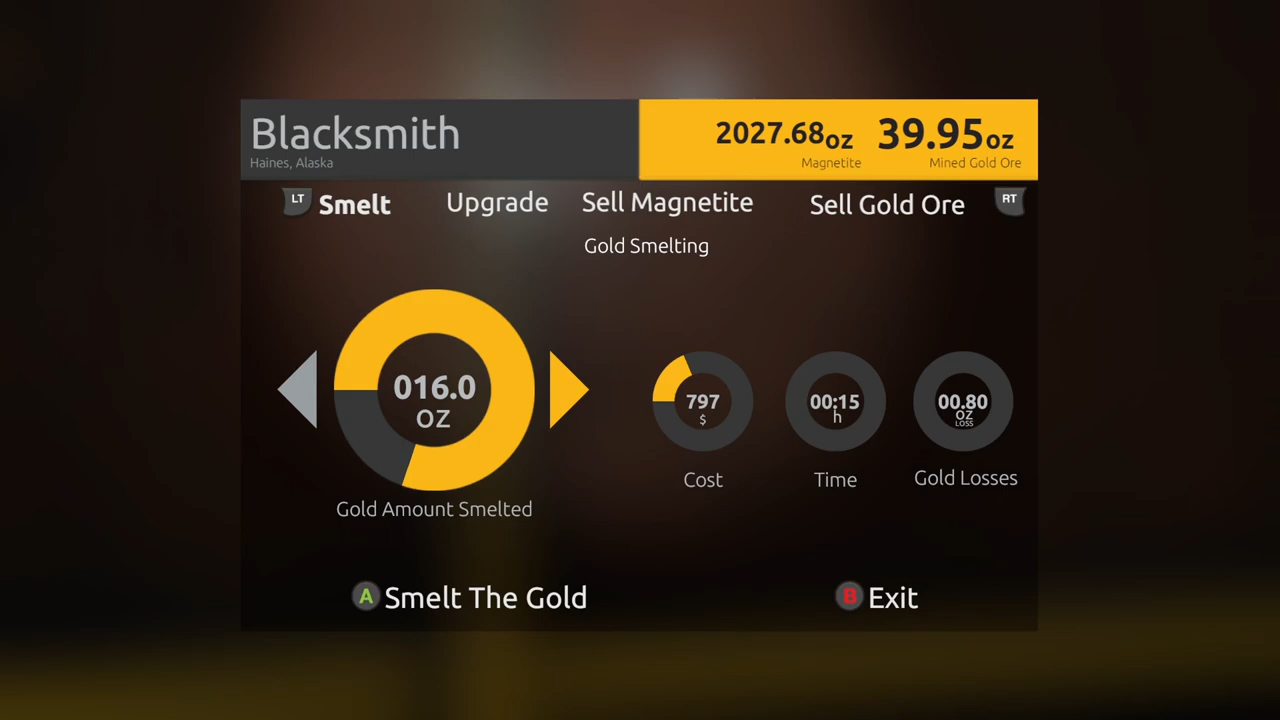 Blacksmith
Haines, Alaska
2027.68oz
Magnetite
39.95oz
Mined Gold Ore
LT
Smelt
Upgrade
Sell Magnetite
Sell Gold Ore
RT
Gold Smelting
016.0
OZ
Gold Amount Smelted
797
$
Cost
00:15
h
Time
00.80
OZ
LOSS
Gold Losses
A Smelt The Gold
B Exit